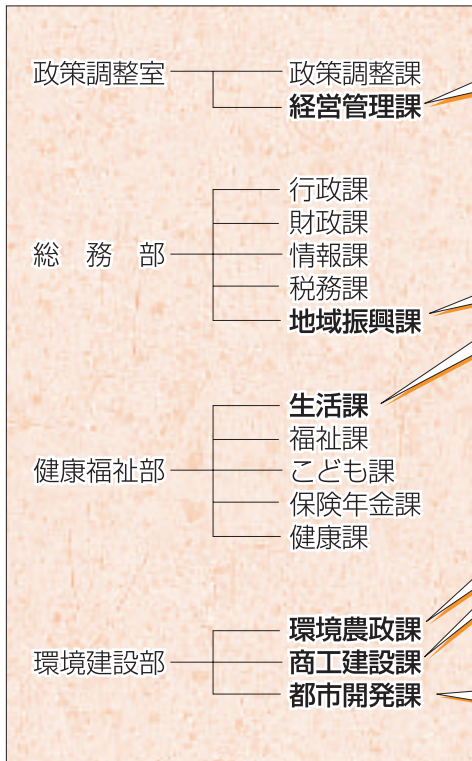 政策調整室
政策調整課
経営管理課
総務部
行政課
財政課
情報課
税務課
地域振興課
健康福祉部
生活課
福祉課
こども課
保険年金課
健康課
環境建設部
環境農政課
商工建設課
都市開発課